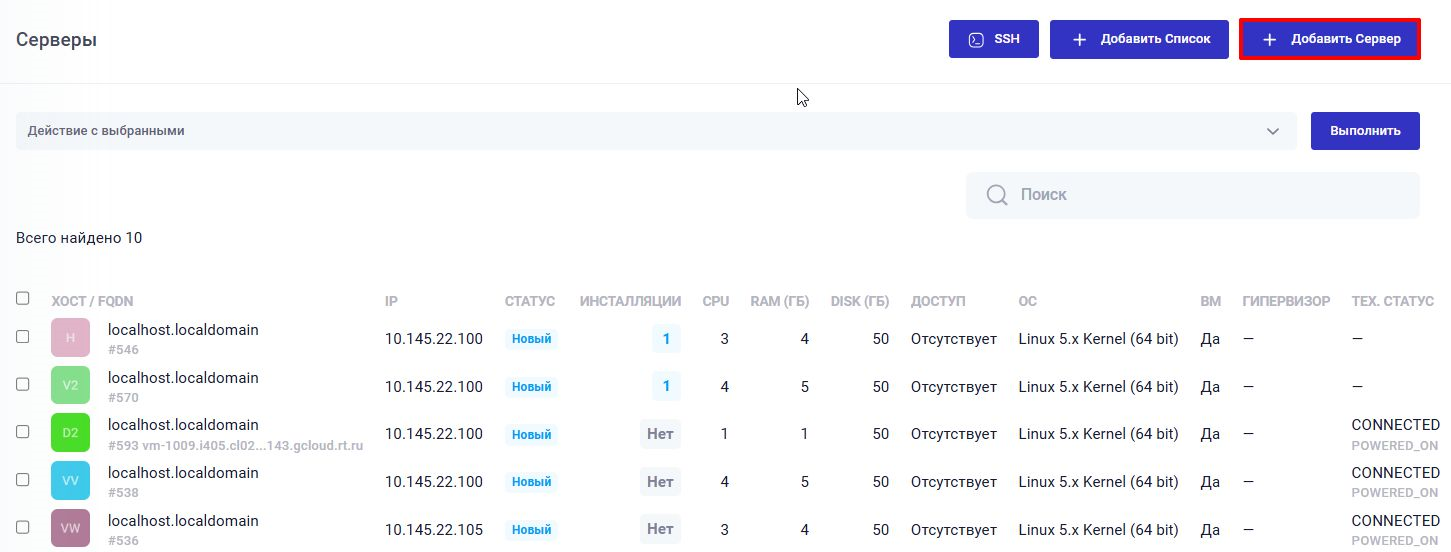 Серверы
SSH
Добавить Список
Добавить Сервер
Действие с выбранными
Выполнить
Поиск
Всего найдено 10
ХОСТ / FQDN IP СТАТУС ИНСТАЛЛЯЦИИ CPU RAM (ГБ) DISK (ГБ) ДОСТУП ОС ВМ ГИПЕРВИЗОР ТЕХ. СТАТУС
H localhost.localdomain 10.145.22.100 Новый 1 3 4 50 Отсутствует Linux 5.x Kernel (64 bit) Да — —
#546
V2 localhost.localdomain 10.145.22.100 Новый 1 4 5 50 Отсутствует Linux 5.x Kernel (64 bit) Да — —
#570
D2 localhost.localdomain 10.145.22.100 Новый Нет 1 1 50 Отсутствует Linux 5.x Kernel (64 bit) Да — CONNECTED
#593 vm-1009.i405.cl02...143.gcloud.rt.ru POWERED_ON
VV localhost.localdomain 10.145.22.100 Новый Нет 4 5 50 Отсутствует Linux 5.x Kernel (64 bit) Да — CONNECTED
#538 POWERED_ON
VW localhost.localdomain 10.145.22.105 Новый Нет 3 4 50 Отсутствует Linux 5.x Kernel (64 bit) Да — CONNECTED
#536 POWERED_ON